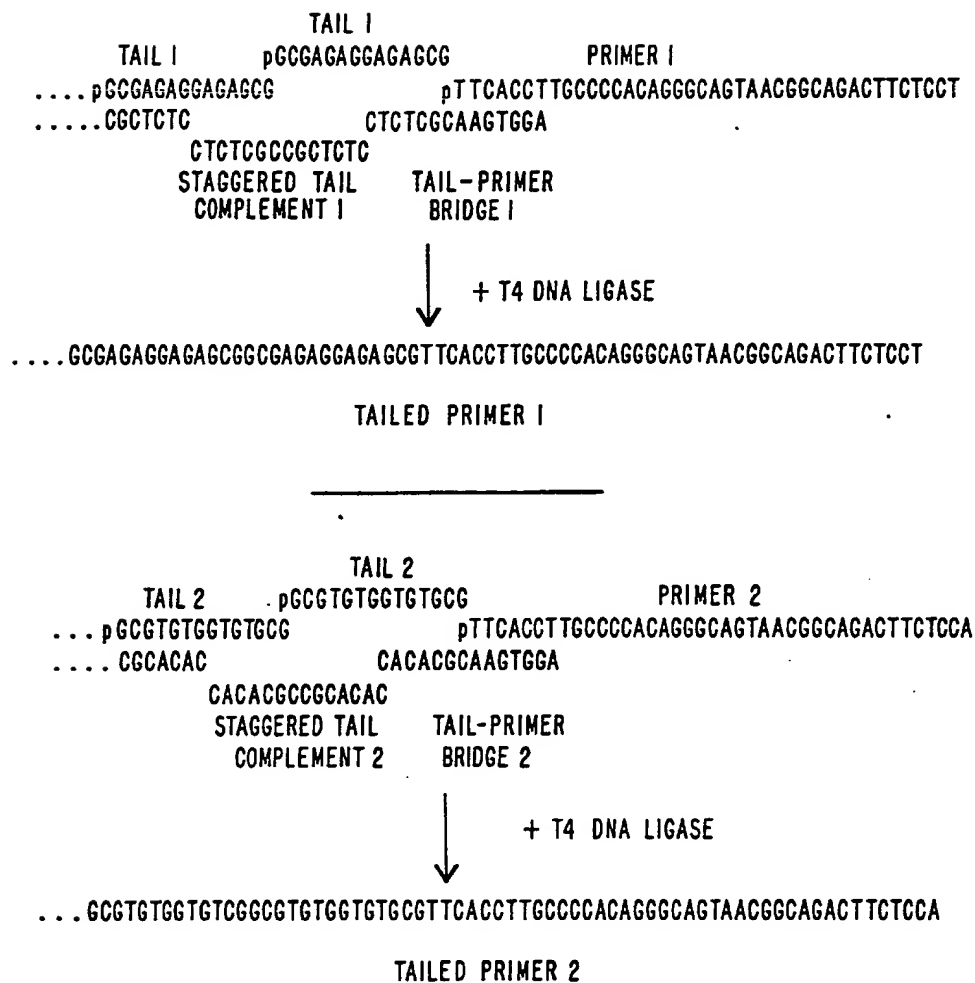 TAIL 1
TAIL 1 pGCGAGAGGAGAGCG PRIMER 1
....pGCGAGAGGAGAGCG pTTCACCTTGCCCCACAGGGCAGTAACGGCAGACTTCTCCT
.....CGCTCTC CTCTCGCAAGTGGA
CTCTCGCCGCTCTC
STAGGERED TAIL TAIL-PRIMER
COMPLEMENT 1 BRIDGE 1
+ T4 DNA LIGASE
....GCGAGAGGAGAGCGGCGAGAGGAGAGCGTTCACCTTGCCCCACAGGGCAGTAACGGCAGACTTCTCCT
TAILED PRIMER 1
TAIL 2
TAIL 2 pGCGTGTGGTGTGCG PRIMER 2
...pGCGTGTGGTGTGCG pTTCACCTTGCCCCACAGGGCAGTAACGGCAGACTTCTCCA
....CGCACAC CACACGCAAGTGGA
CACACGCCGCACAC
STAGGERED TAIL TAIL-PRIMER
COMPLEMENT 2 BRIDGE 2
+ T4 DNA LIGASE
...GCGTGTGGTGTCGGCGTGTGGTGTGCGTTCACCTTGCCCCACAGGGCAGTAACGGCAGACTTCTCCA
TAILED PRIMER 2